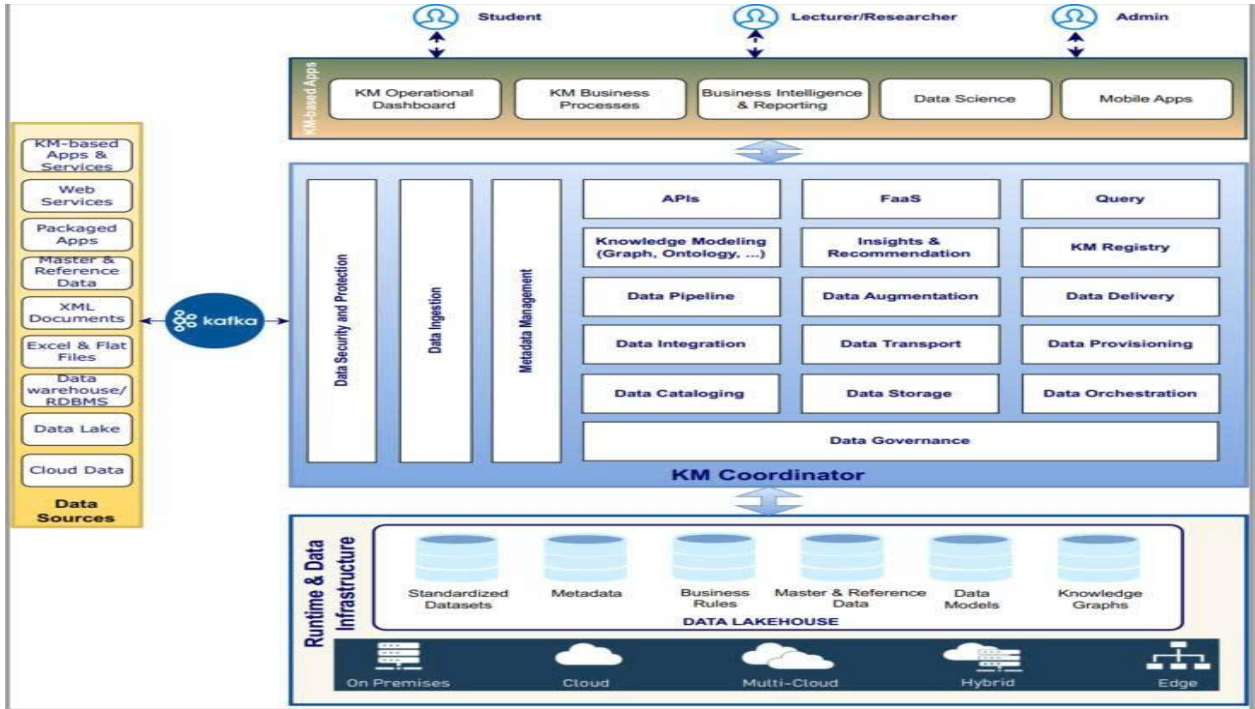 Student
Lecturer/Researcher
Admin
KM-based Apps
KM Operational
Dashboard
KM Business
Processes
Business Intelligence
& Reporting
Data Science
Mobile Apps
KM-based
Apps &
Services
Web
Services
Packaged
Apps
Master &
Reference
Data
XML
Documents
Excel & Flat
Files
Data
warehouse/
RDBMS
Data Lake
Cloud Data
Data
Sources
kafka
Data Security and Protection
Data Ingestion
Metadata Management
APIs
FaaS
Query
Knowledge Modeling
(Graph, Ontology, ...)
Insights &
Recommendation
KM Registry
Data Pipeline
Data Augmentation
Data Delivery
Data Integration
Data Transport
Data Provisioning
Data Cataloging
Data Storage
Data Orchestration
Data Governance
KM Coordinator
Runtime & Data
Infrastructure
Standardized
Datasets
Metadata
Business
Rules
Master & Reference
Data
Data
Models
Knowledge
Graphs
DATA LAKEHOUSE
On Premises
Cloud
Multi-Cloud
Hybrid
Edge